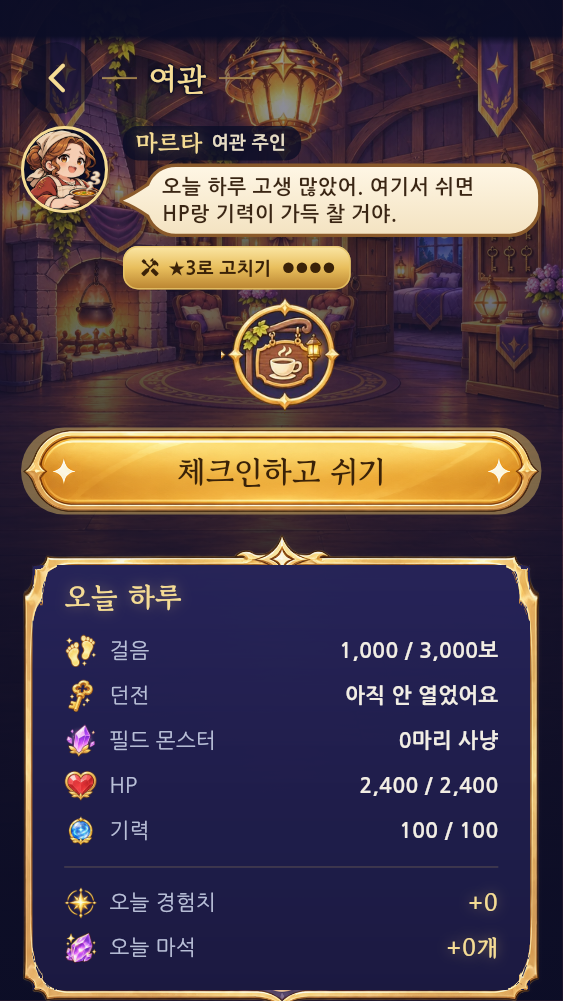 여관
마르타 여관 주인
오늘 하루 고생 많았어. 여기서 쉬면
HP랑 기력이 가득 찰 거야.
★3로 고치기 ●●●●
체크인하고 쉬기
오늘 하루
걸음 1,000 / 3,000보
던전 아직 안 열었어요
필드 몬스터 0마리 사냥
HP 2,400 / 2,400
기력 100 / 100
오늘 경험치 +0
오늘 마석 +0개